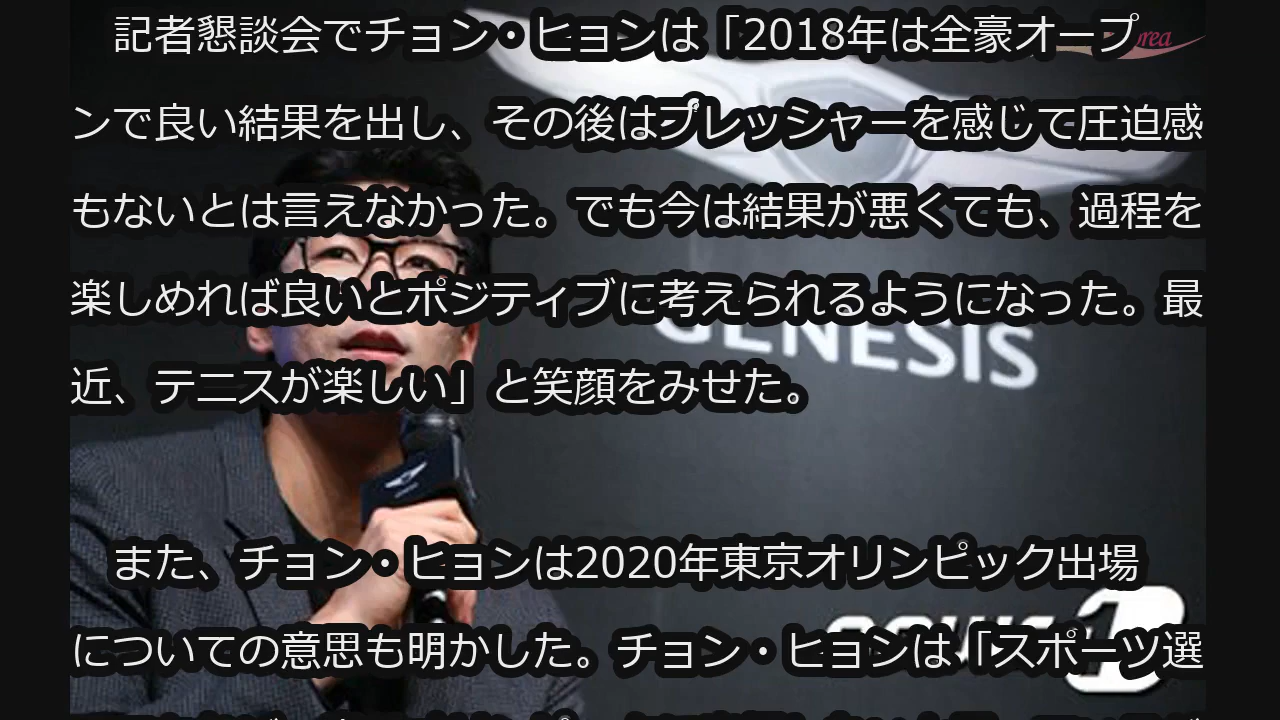 記者懇談会でチョン・ヒョンは「2018年は全豪オープ
ンで良い結果を出し、その後はプレッシャーを感じて圧迫感
もないとは言えなかった。でも今は結果が悪くても、過程を
楽しめれば良いとポジティブに考えられるようになった。最
GENESIS
近、テニスが楽しい」と笑顔をみせた。
また、チョン・ヒョンは2020年東京オリンピック出場
についての意思も明かした。チョン・ヒョンは「スポーツ選